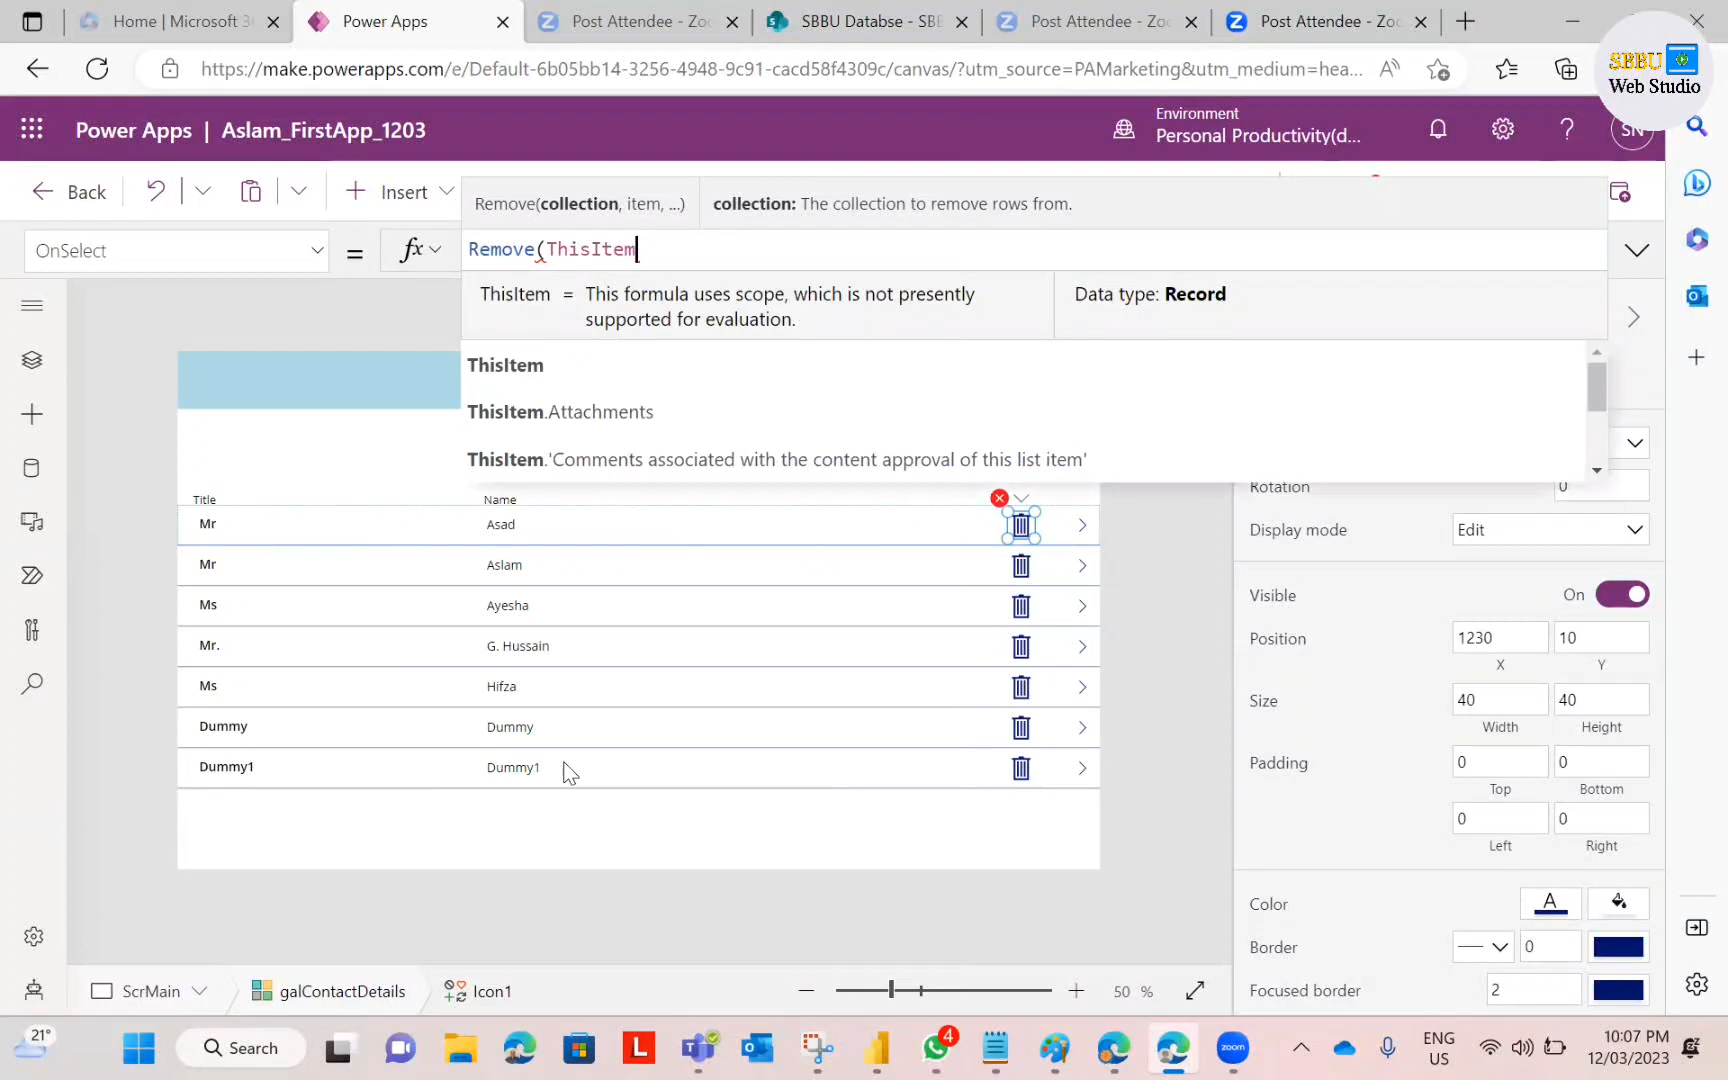 Home | Microsoft 3
Power Apps
Post Attendee - Zo
SBBU Databse - SBE
Post Attendee - Zo
Post Attendee - Zo
https://make.powerapps.com/e/Default-6b05bb14-3256-4948-9c91-cacd58f4309c/canvas/?utm_source=PAMarketing&utm_medium=hea...
SBBU
Web Studio
Power Apps | Aslam_FirstApp_1203
Environment
Personal Productivity(d...
SN
Back
Insert
Remove(collection, item, ...)
collection: The collection to remove rows from.
OnSelect
=
fx
Remove(ThisItem
ThisItem = This formula uses scope, which is not presently
supported for evaluation.
Data type: Record
ThisItem
ThisItem.Attachments
ThisItem.'Comments associated with the content approval of this list item'
Title Name
Mr Asad
Mr Aslam
Ms Ayesha
Mr. G. Hussain
Ms Hifza
Dummy Dummy
Dummy1 Dummy1
Rotation 0
Display mode Edit
Visible On
Position 1230 10
X Y
Size 40 40
Width Height
Padding 0 0
Top Bottom
0 0
Left Right
Color A
Border 0
Focused border 2
ScrMain
galContactDetails
Icon1
50 %
21°
Search
L
T
4
zoom
ENG
US
10:07 PM
12/03/2023